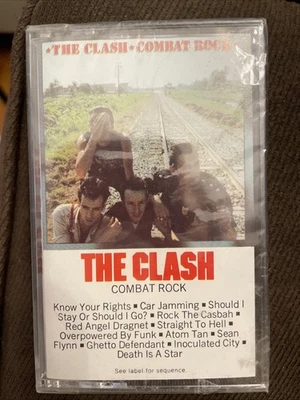 ★THE CLASH★COMBAT ROCK
THE CLASH
COMBAT ROCK
Know Your Rights ■ Car Jamming ■ Should I
Stay Or Should I Go? ■ Rock The Casbah ■
Red Angel Dragnet ■ Straight To Hell ■
Overpowered By Funk ■ Atom Tan ■ Sean
Flynn ■ Ghetto Defendant ■ Inoculated City ■
Death Is A Star
See label for sequence.